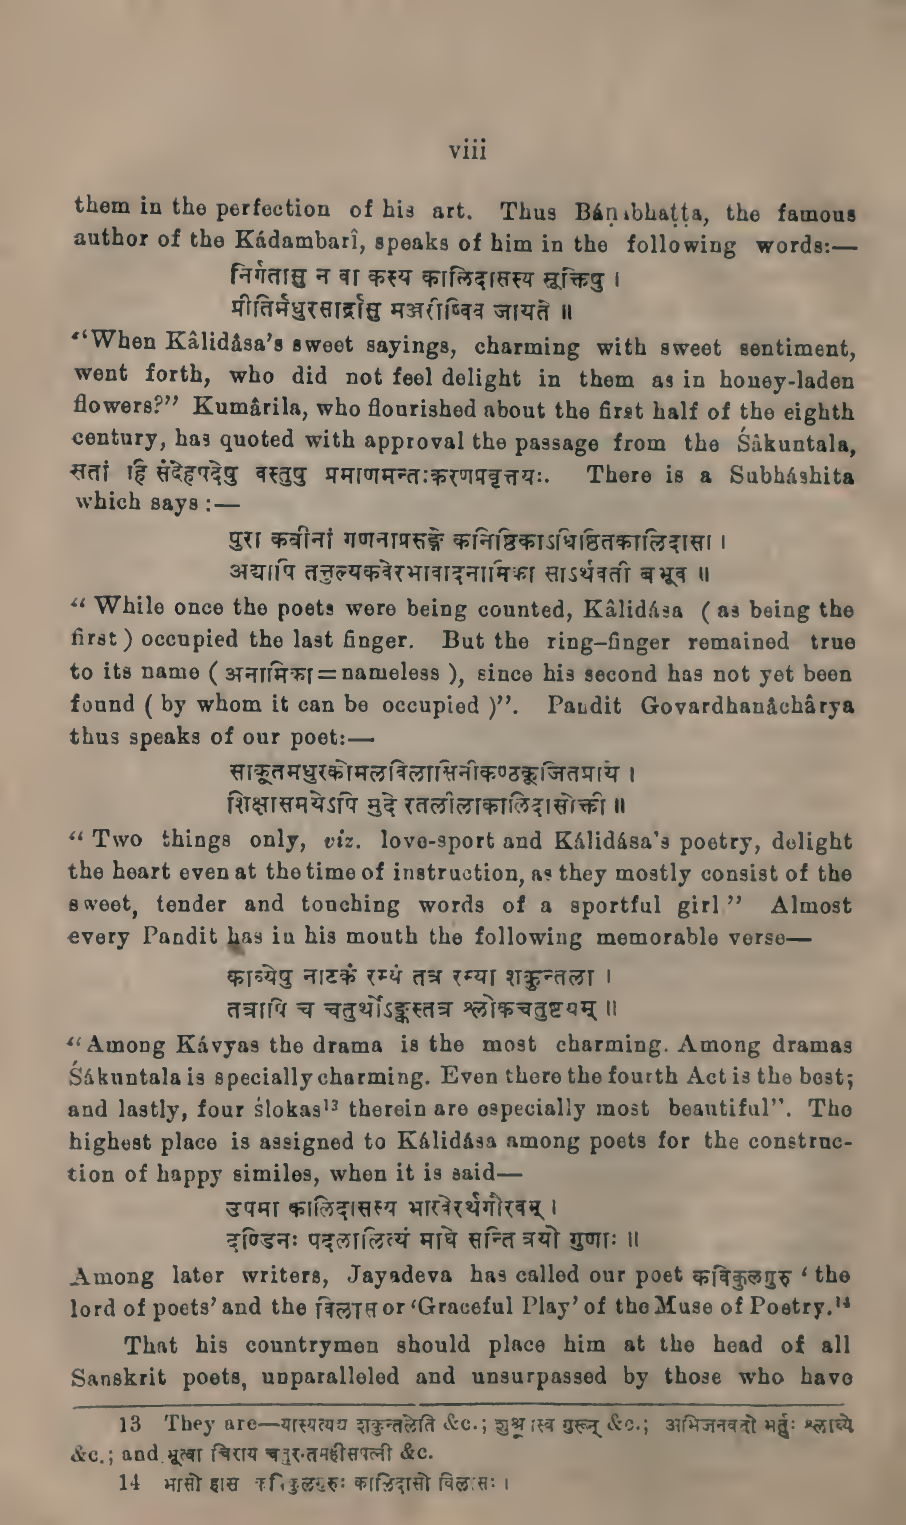 viii
them in the perfection of his art. Thus Báṇabhaṭṭa, the famous
author of the Kádambarî, speaks of him in the following words:—
निर्गतासु न वा कस्य कालिदासस्य सूक्तिषु ।
प्रीतिर्मधुरसार्द्रासु मञ्जरीष्विव जायते ॥
“When Kâlidâsa’s sweet sayings, charming with sweet sentiment,
went forth, who did not feel delight in them as in honey-laden
flowers?” Kumârila, who flourished about the first half of the eighth
century, has quoted with approval the passage from the Śâkuntala,
सतां हि संदेहपदेषु वस्तुषु प्रमाणमन्तःकरणप्रवृत्तयः. There is a Subháshita
which says :—
पुरा कवीनां गणनाप्रसङ्गे कनिष्ठिकाऽधिष्ठितकालिदासा ।
अद्यापि तत्तुल्यकवेरभावादनामिका साऽर्थवती बभूव ॥
“ While once the poets were being counted, Kâlidása ( as being the
first ) occupied the last finger. But the ring-finger remained true
to its name ( अनामिका=nameless ), since his second has not yet been
found ( by whom it can be occupied )”. Pandit Govardhanâchârya
thus speaks of our poet:—
साकूतमधुरकोमलविलासिनीकण्ठकूजितप्राये ।
शिक्षासमयेऽपि मुदे रतलीलाकालिदासोक्ती ॥
“ Two things only, viz. love-sport and Kálidása’s poetry, delight
the heart even at the time of instruction, as they mostly consist of the
sweet, tender and touching words of a sportful girl” Almost
every Pandit has in his mouth the following memorable verse—
काव्येषु नाटकं रम्यं तत्र रम्या शकुन्तला ।
तत्रापि च चतुर्थोऽङ्कस्तत्र श्लोकचतुष्टयम् ॥
“Among Kávyas the drama is the most charming. Among dramas
Śákuntala is specially charming. Even there the fourth Act is the best;
and lastly, four ślokas¹³ therein are especially most beautiful”. The
highest place is assigned to Kálidása among poets for the construc-
tion of happy similes, when it is said—
उपमा कालिदासस्य भारवेरर्थगौरवम् ।
दण्डिनः पदलालित्यं माघे सन्ति त्रयो गुणाः ॥
Among later writers, Jayadeva has called our poet कविकुलगुरु ‘ the
lord of poets’ and the विलास or ‘Graceful Play’ of the Muse of Poetry.¹⁴
That his countrymen should place him at the head of all
Sanskrit poets, unparalleled and unsurpassed by those who have
13 They are—यास्यत्यद्य शकुन्तलेति &c.; शुश्रूषस्व गुरून् &c.; अभिजनवतो भर्तुः श्लाघ्ये
&c.; and भूत्वा चिराय चतुरन्तमहीसपत्नी &c.
14 भासो हासः कविकुलगुरुः कालिदासो विलासः ।